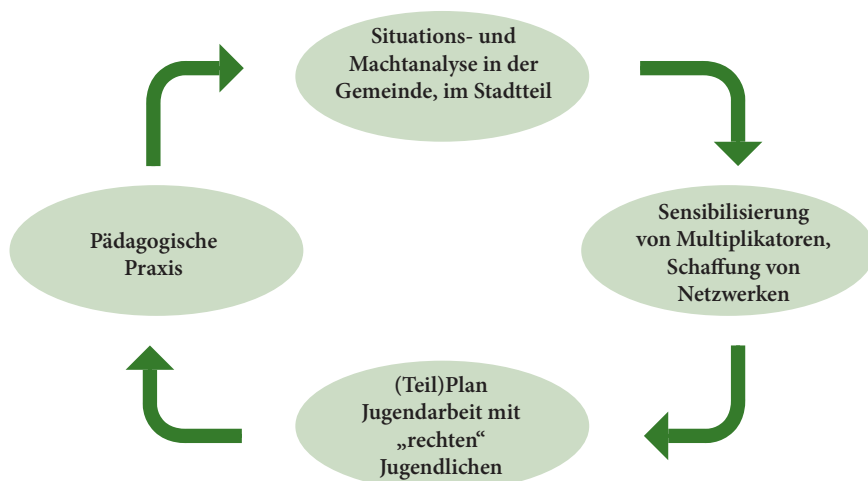 Situations- und
Machtanalyse in der
Gemeinde, im Stadtteil
Sensibilisierung
von Multiplikatoren,
Schaffung von
Netzwerken
(Teil)Plan
Jugendarbeit mit
„rechten“
Jugendlichen
Pädagogische
Praxis